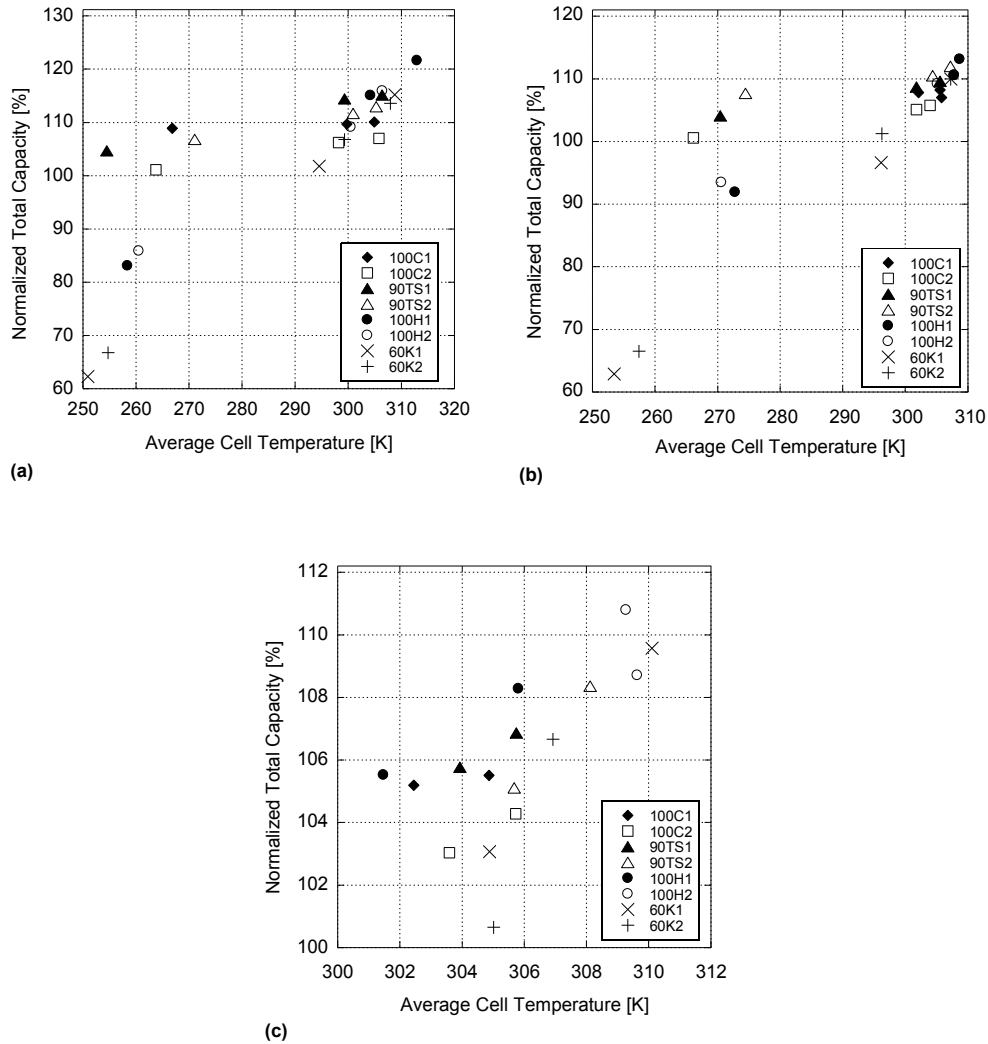 130
120
110
100
90
80
70
60
250 260 270 280 290 300 310 320
Normalized Total Capacity [%]
Average Cell Temperature [K]
100C1
100C2
90TS1
90TS2
100H1
100H2
60K1
60K2
(a)
120
110
100
90
80
70
60
250 260 270 280 290 300 310
Normalized Total Capacity [%]
Average Cell Temperature [K]
100C1
100C2
90TS1
90TS2
100H1
100H2
60K1
60K2
(b)
112
110
108
106
104
102
100
300 302 304 306 308 310 312
Normalized Total Capacity [%]
Average Cell Temperature [K]
100C1
100C2
90TS1
90TS2
100H1
100H2
60K1
60K2
(c)